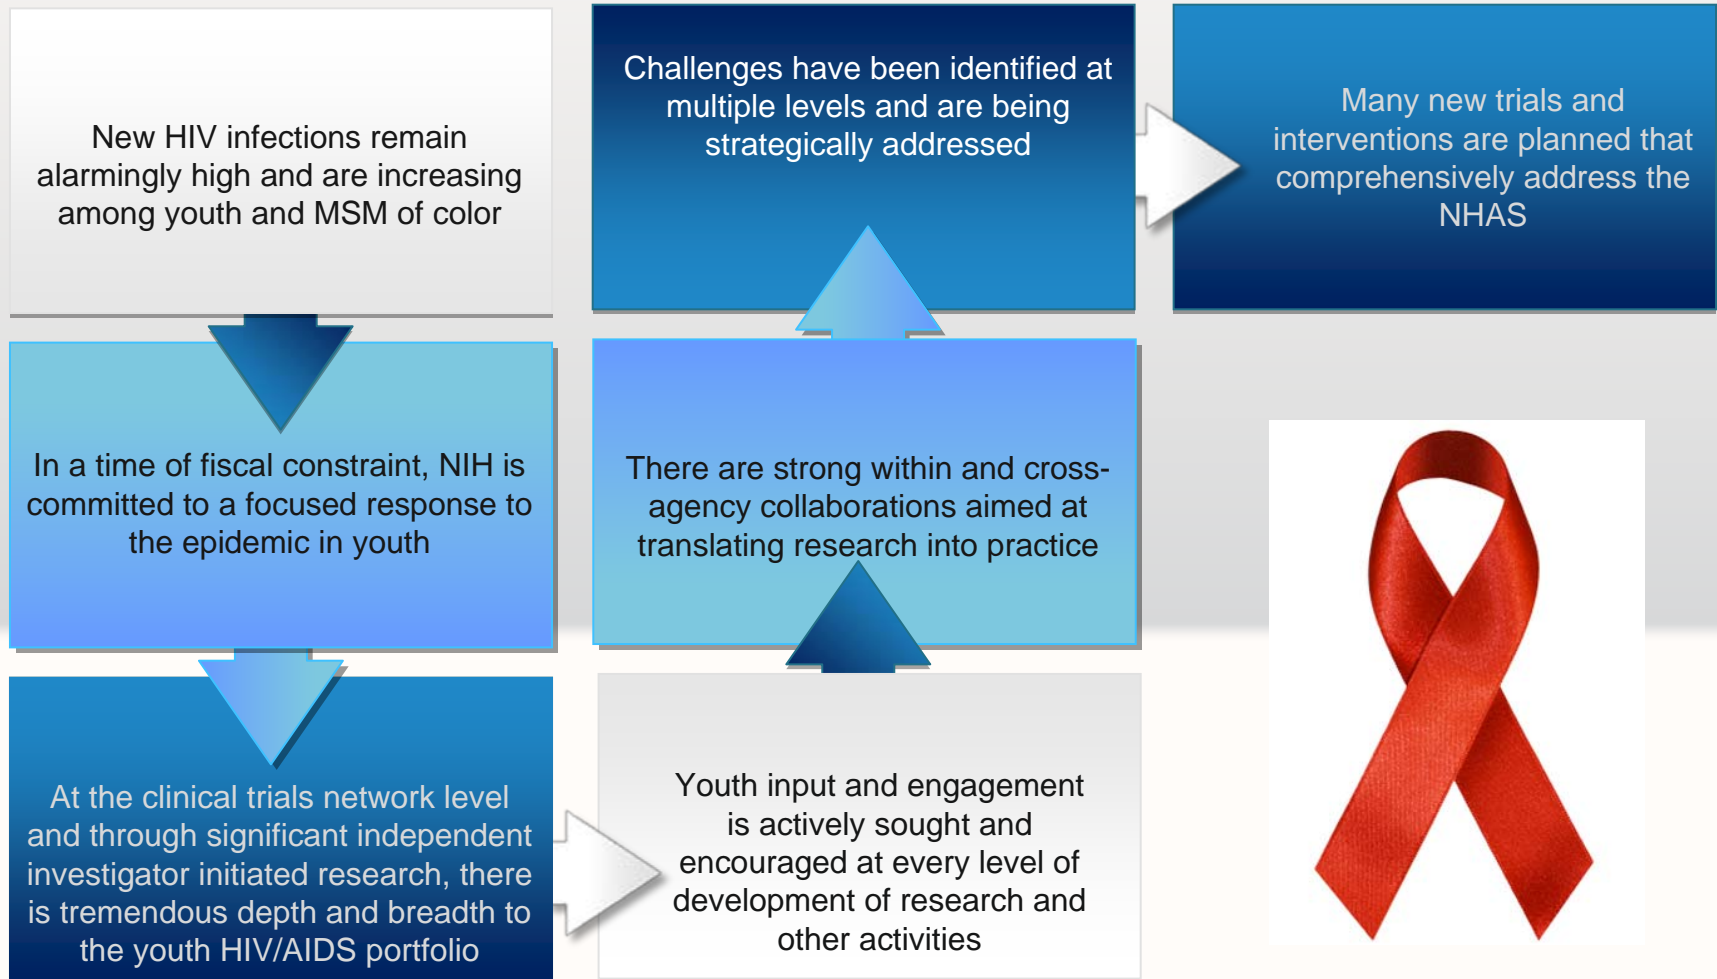 New HIV infections remain
alarmingly high and are increasing
among youth and MSM of color
In a time of fiscal constraint, NIH is
committed to a focused response to
the epidemic in youth
At the clinical trials network level
and through significant independent
investigator initiated research, there
is tremendous depth and breadth to
the youth HIV/AIDS portfolio
Youth input and engagement
is actively sought and
encouraged at every level of
development of research and
other activities
There are strong within and cross-
agency collaborations aimed at
translating research into practice
Challenges have been identified at
multiple levels and are being
strategically addressed
Many new trials and
interventions are planned that
comprehensively address the
NHAS